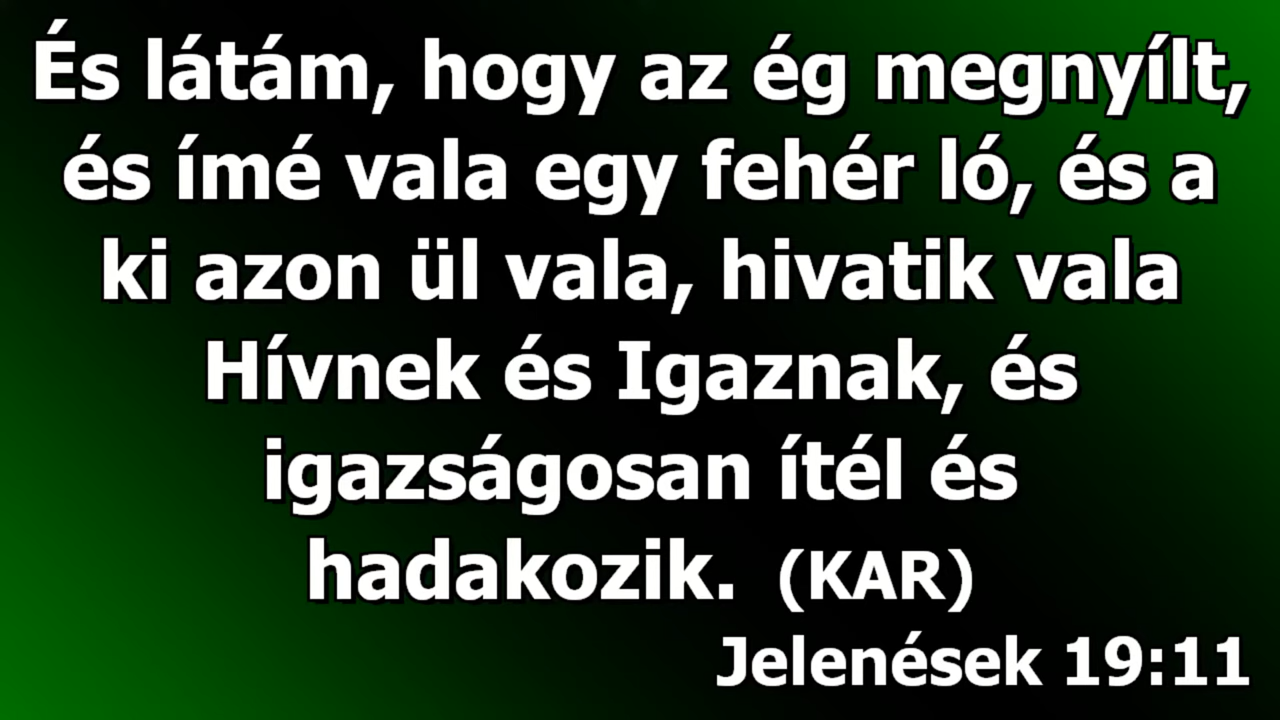 És látám, hogy az ég megnyílt,
és ímé vala egy fehér ló, és a
ki azon ül vala, hivatik vala
Hívnek és Igaznak, és
igazságosan ítél és
hadakozik. (KAR)
Jelenések 19:11